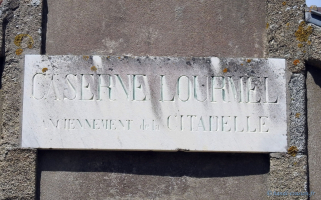 CASERNE LOURMEL
ANCIENNEMENT de la CITADELLE